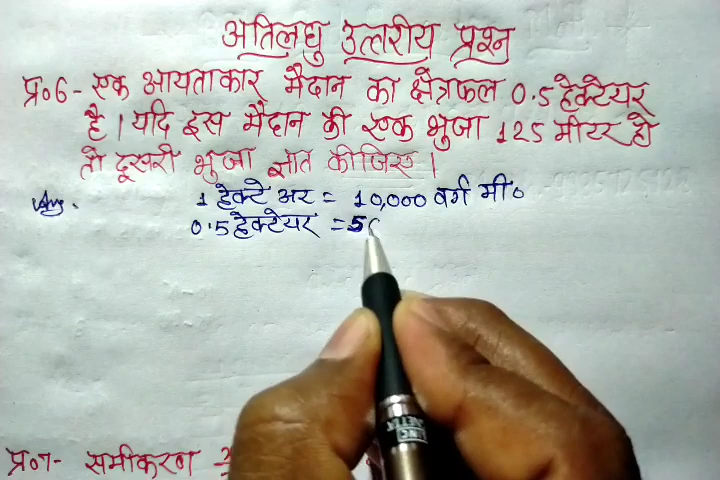 अतिलघु उत्तरीय प्रश्न
प्र०6- एक आयताकार मैदान का क्षेत्रफल 0.5 हेक्टेयर
है। यदि इस मैदान की एक भुजा 125 मीटर हो
तो दूसरी भुजा ज्ञात कीजिए।
Ans. 1 हेक्टेअर = 10,000 वर्ग मी०
0.5 हेक्टेयर = 50
प्र०7- समीकरण